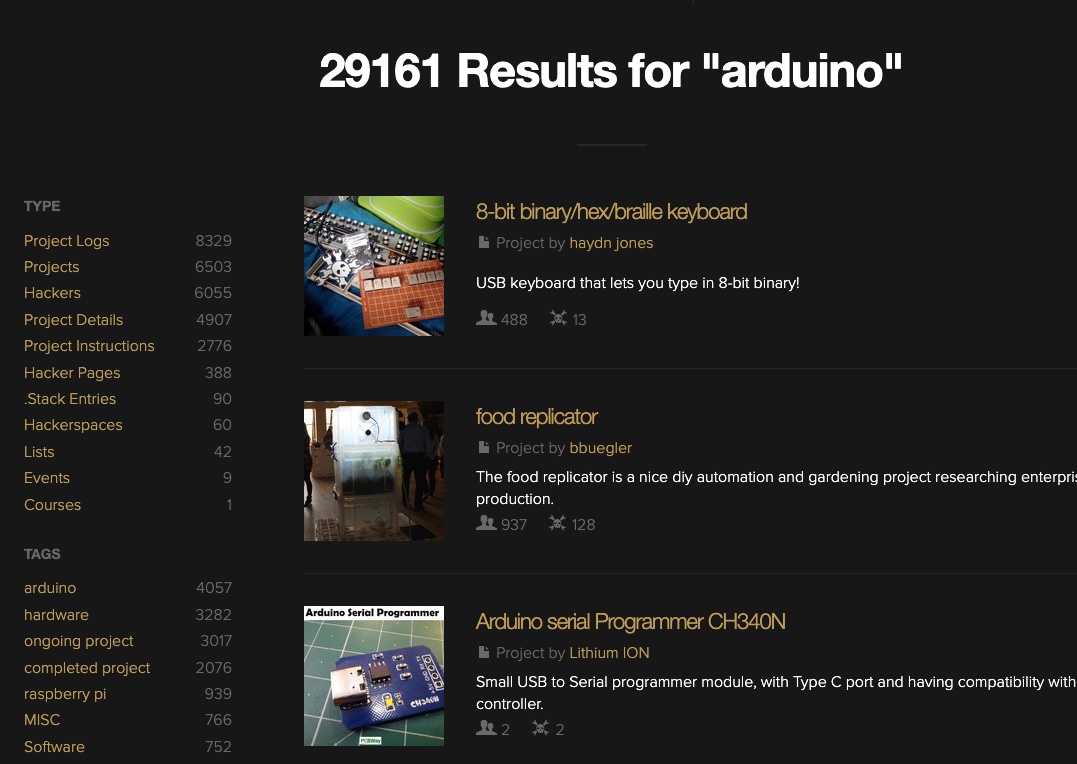 29161 Results for "arduino"
TYPE
Project Logs 8329
Projects 6503
Hackers 6055
Project Details 4907
Project Instructions 2776
Hacker Pages 388
.Stack Entries 90
Hackerspaces 60
Lists 42
Events 9
Courses 1
TAGS
arduino 4057
hardware 3282
ongoing project 3017
completed project 2076
raspberry pi 939
MISC 766
Software 752
8-bit binary/hex/braille keyboard
Project by haydn jones
USB keyboard that lets you type in 8-bit binary!
488 13
food replicator
Project by bbuegler
The food replicator is a nice diy automation and gardening project researching
production.
937 128
Arduino Serial Programmer
CH340N
PCBWay
Arduino serial Programmer CH340N
Project by Lithium ION
Small USB to Serial programmer module, with Type C port and having compatibility with
controller.
2 2